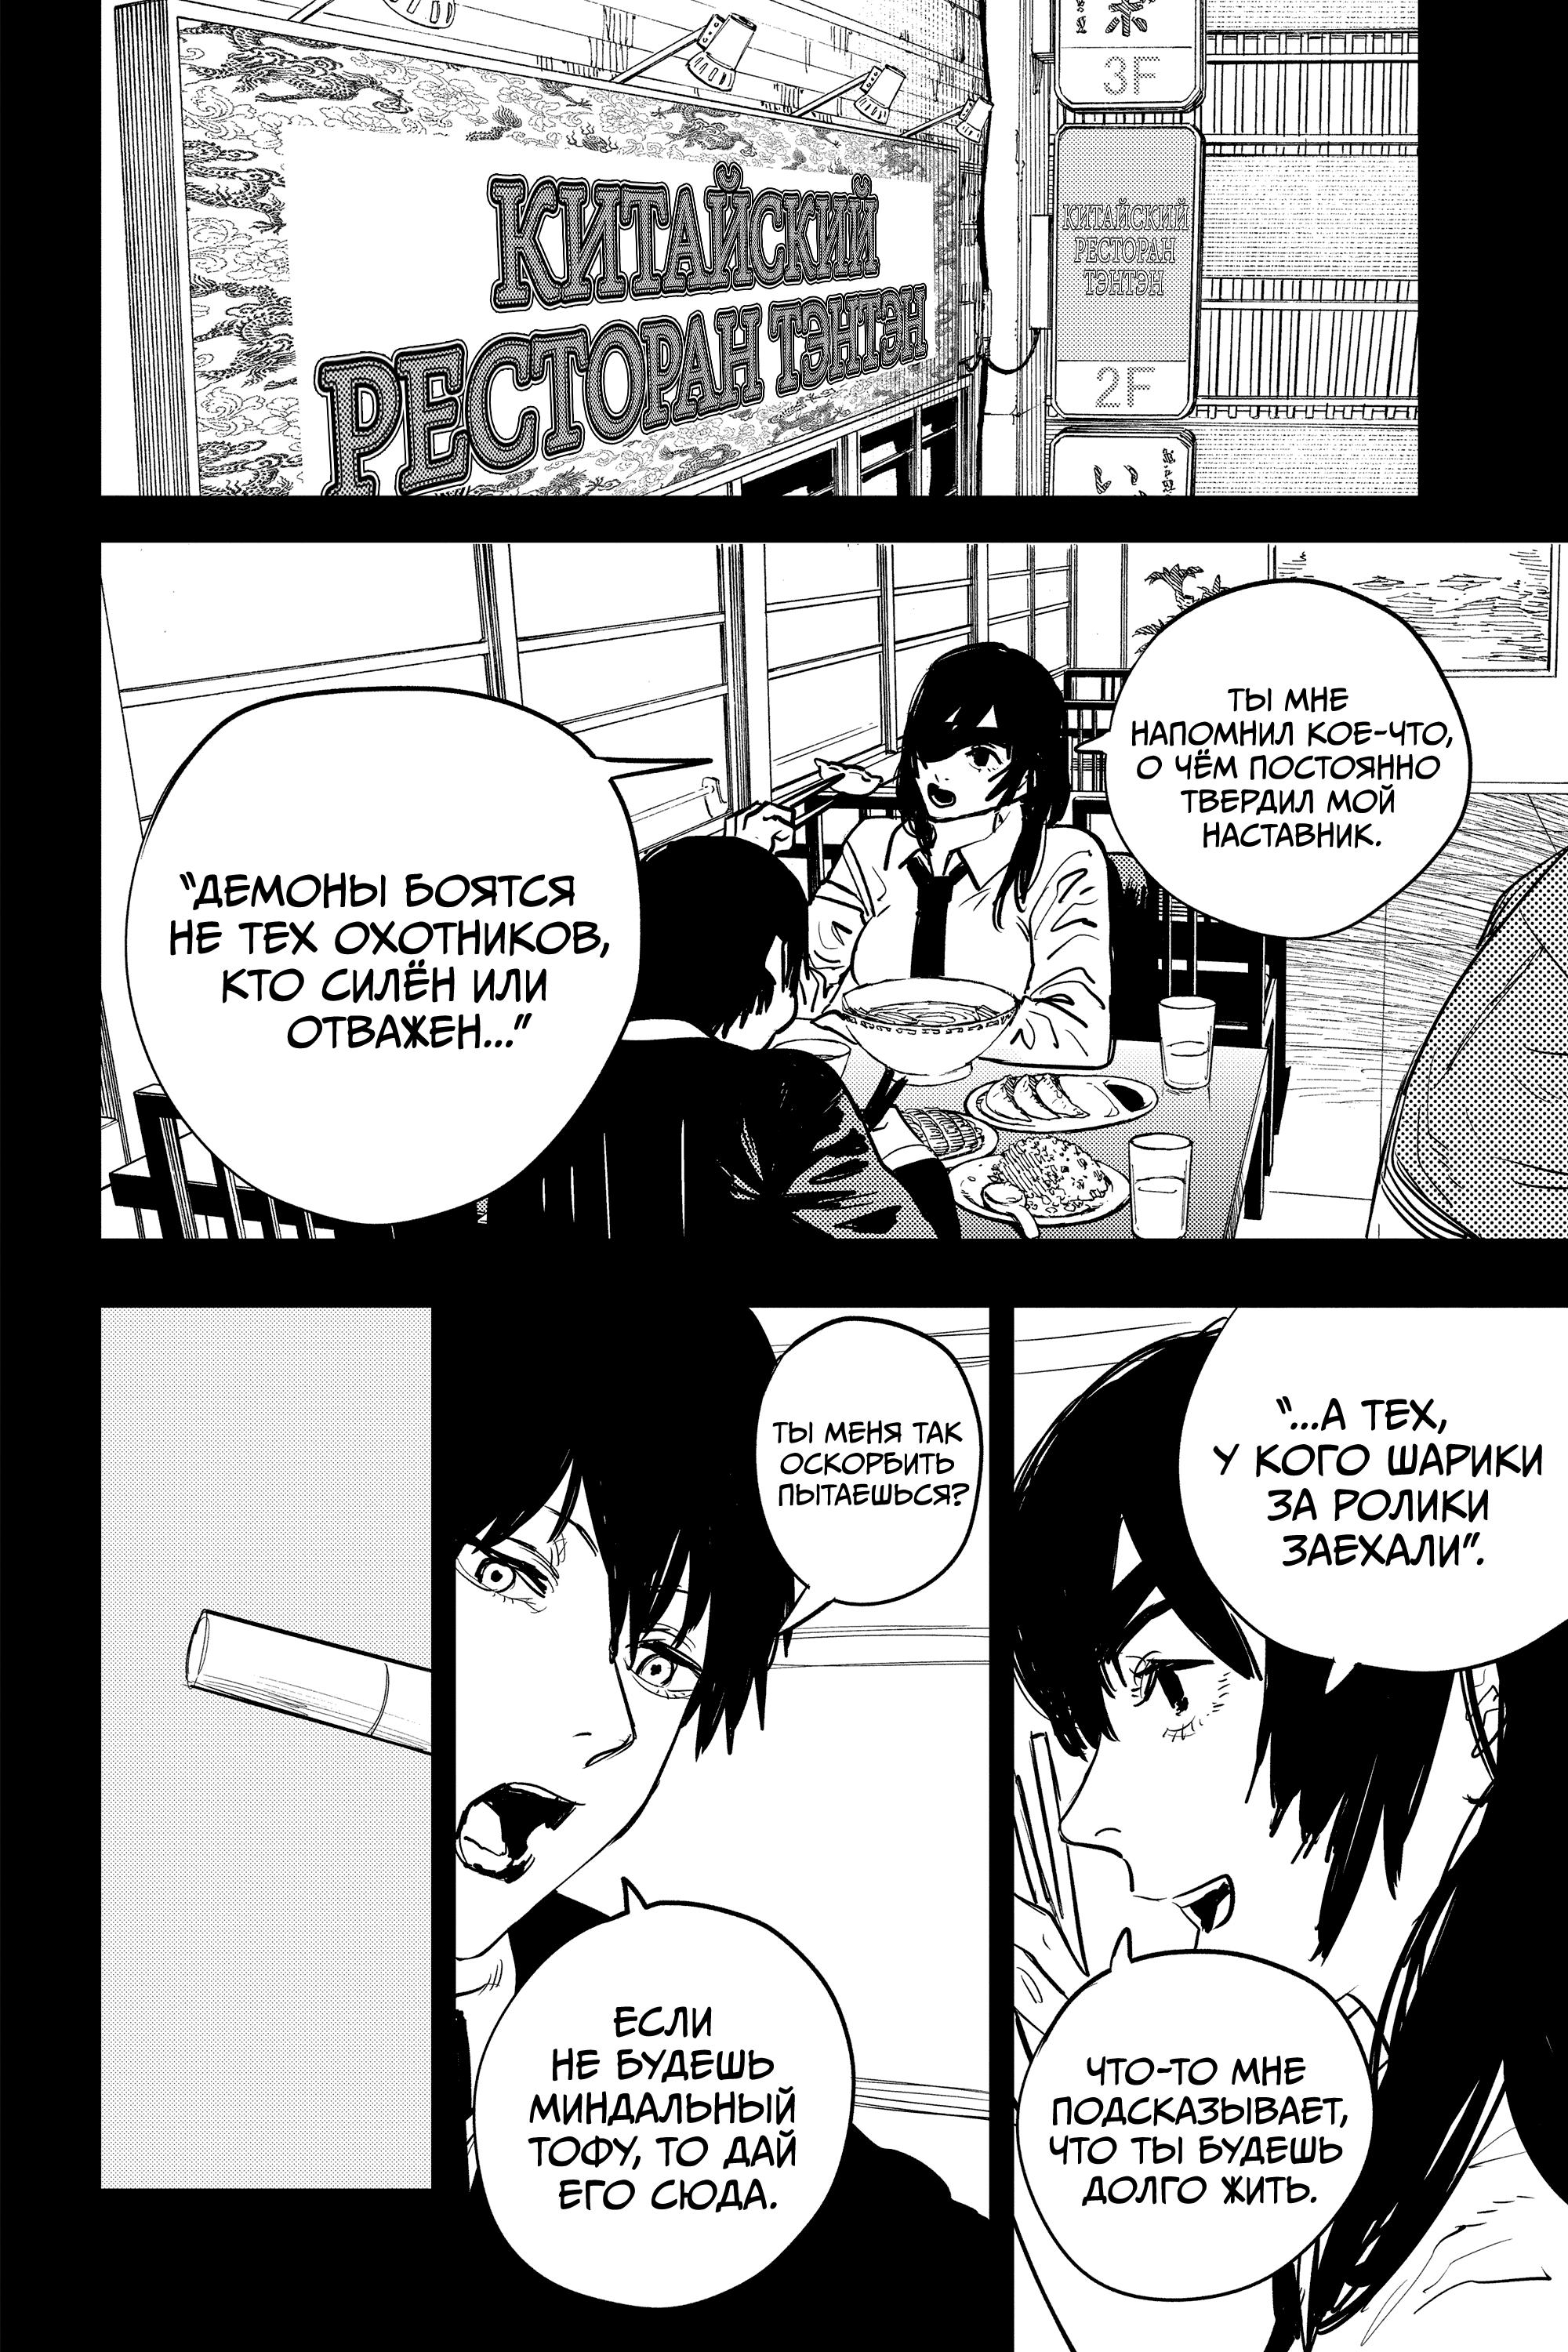 КИТАЙСКИЙ
РЕСТОРАН ТЭНТЭН
3F
КИТАЙСКИЙ
РЕСТОРАН
ТЭНТЭН
2F
い
ТЫ МНЕ
НАПОМНИЛ КОЕ-ЧТО,
О ЧЁМ ПОСТОЯННО
ТВЕРДИЛ МОЙ
НАСТАВНИК.
“ДЕМОНЫ БОЯТСЯ
НЕ ТЕХ ОХОТНИКОВ,
КТО СИЛЁН ИЛИ
ОТВАЖЕН...”
“...А ТЕХ,
У КОГО ШАРИКИ
ЗА РОЛИКИ
ЗАЕХАЛИ”.
ЧТО-ТО МНЕ
ПОДСКАЗЫВАЕТ,
ЧТО ТЫ БУДЕШЬ
ДОЛГО ЖИТЬ.
ТЫ МЕНЯ ТАК
ОСКОРБИТЬ
ПЫТАЕШЬСЯ?
ЕСЛИ
НЕ БУДЕШЬ
МИНДАЛЬНЫЙ
ТОФУ, ТО ДАЙ
ЕГО СЮДА.